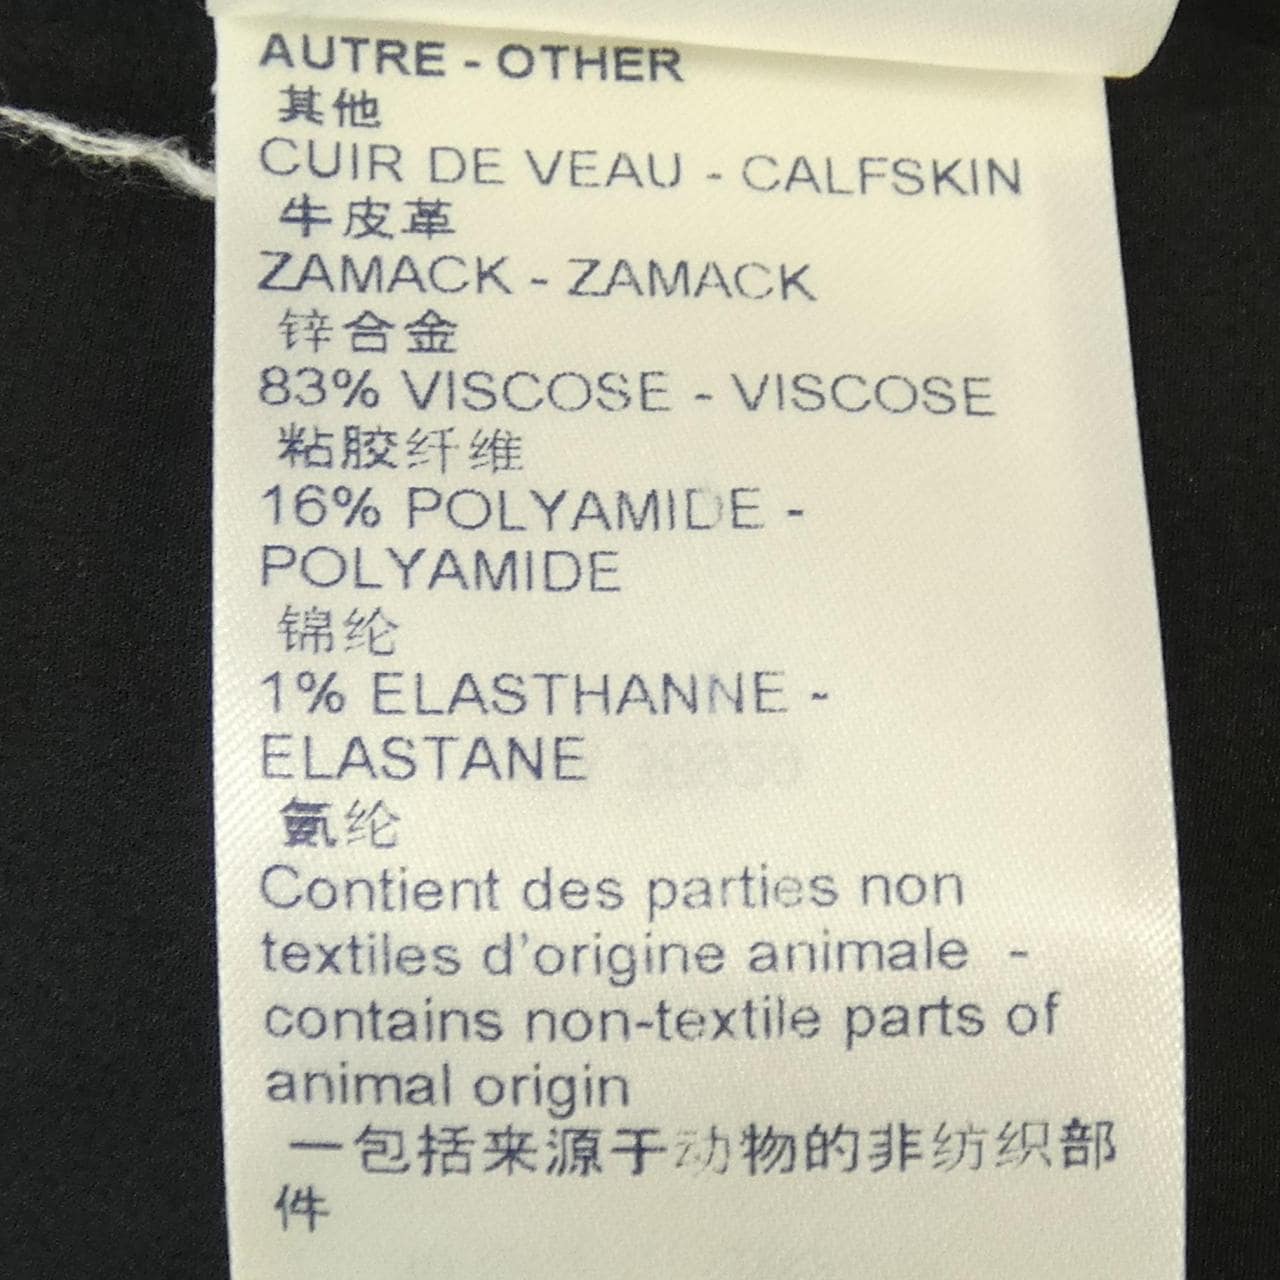 AUTRE - OTHER
其他
CUIR DE VEAU - CALFSKIN
牛皮革
ZAMACK - ZAMACK
锌合金
83% VISCOSE - VISCOSE
粘胶纤维
16% POLYAMIDE -
POLYAMIDE
锦纶
1% ELASTHANNE -
ELASTANE
氨纶
Contient des parties non
textiles d'origine animale -
contains non-textile parts of
animal origin
一包括来源于动物的非纺织部
件